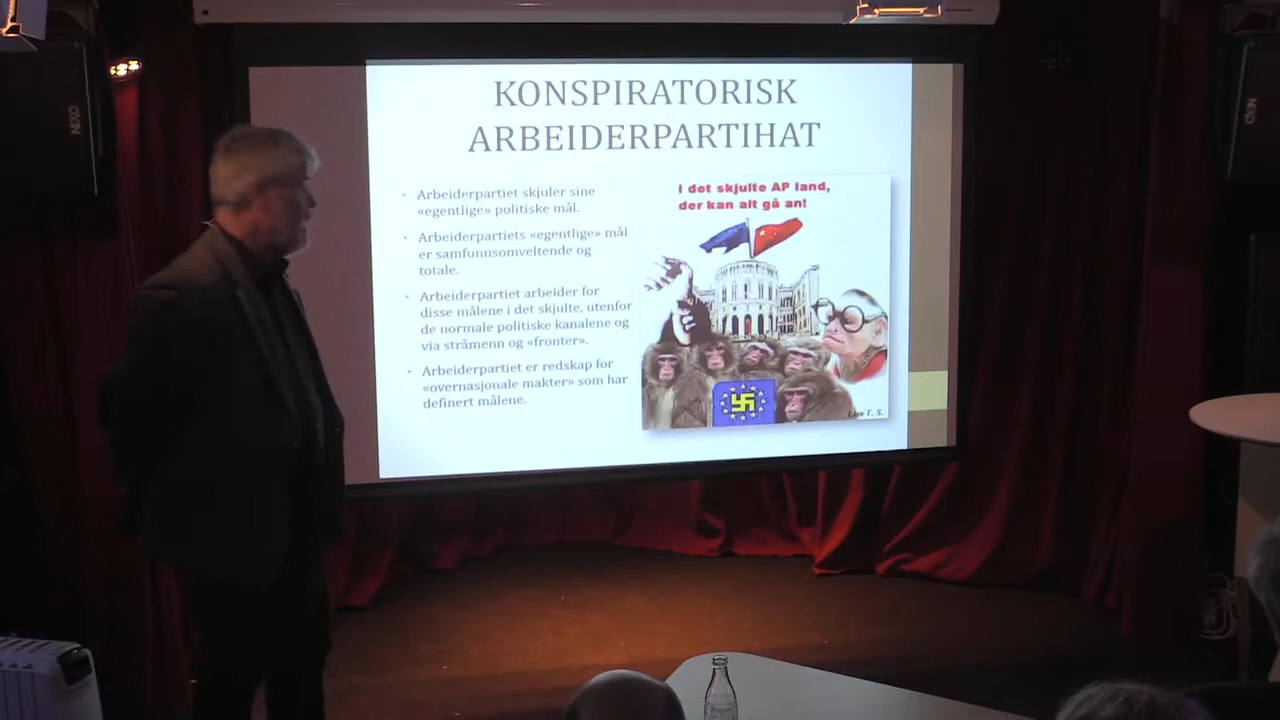 KONSPIRATORISK
ARBEIDERPARTIHAT
• Arbeiderpartiet skjuler sine
«egentlige» politiske mål.
• Arbeiderpartiets «egentlige» mål
er samfunnsomveltende og
totale.
• Arbeiderpartiet arbeider for
disse målene i det skjulte, utenfor
de normale politiske kanalene og
via stråmenn og «fronter».
• Arbeiderpartiet er redskap for
«overnasjonale makter» som har
definert målene.
I det skjulte AP land,
der kan alt gå an!
T. S.
NEXO
NEXO